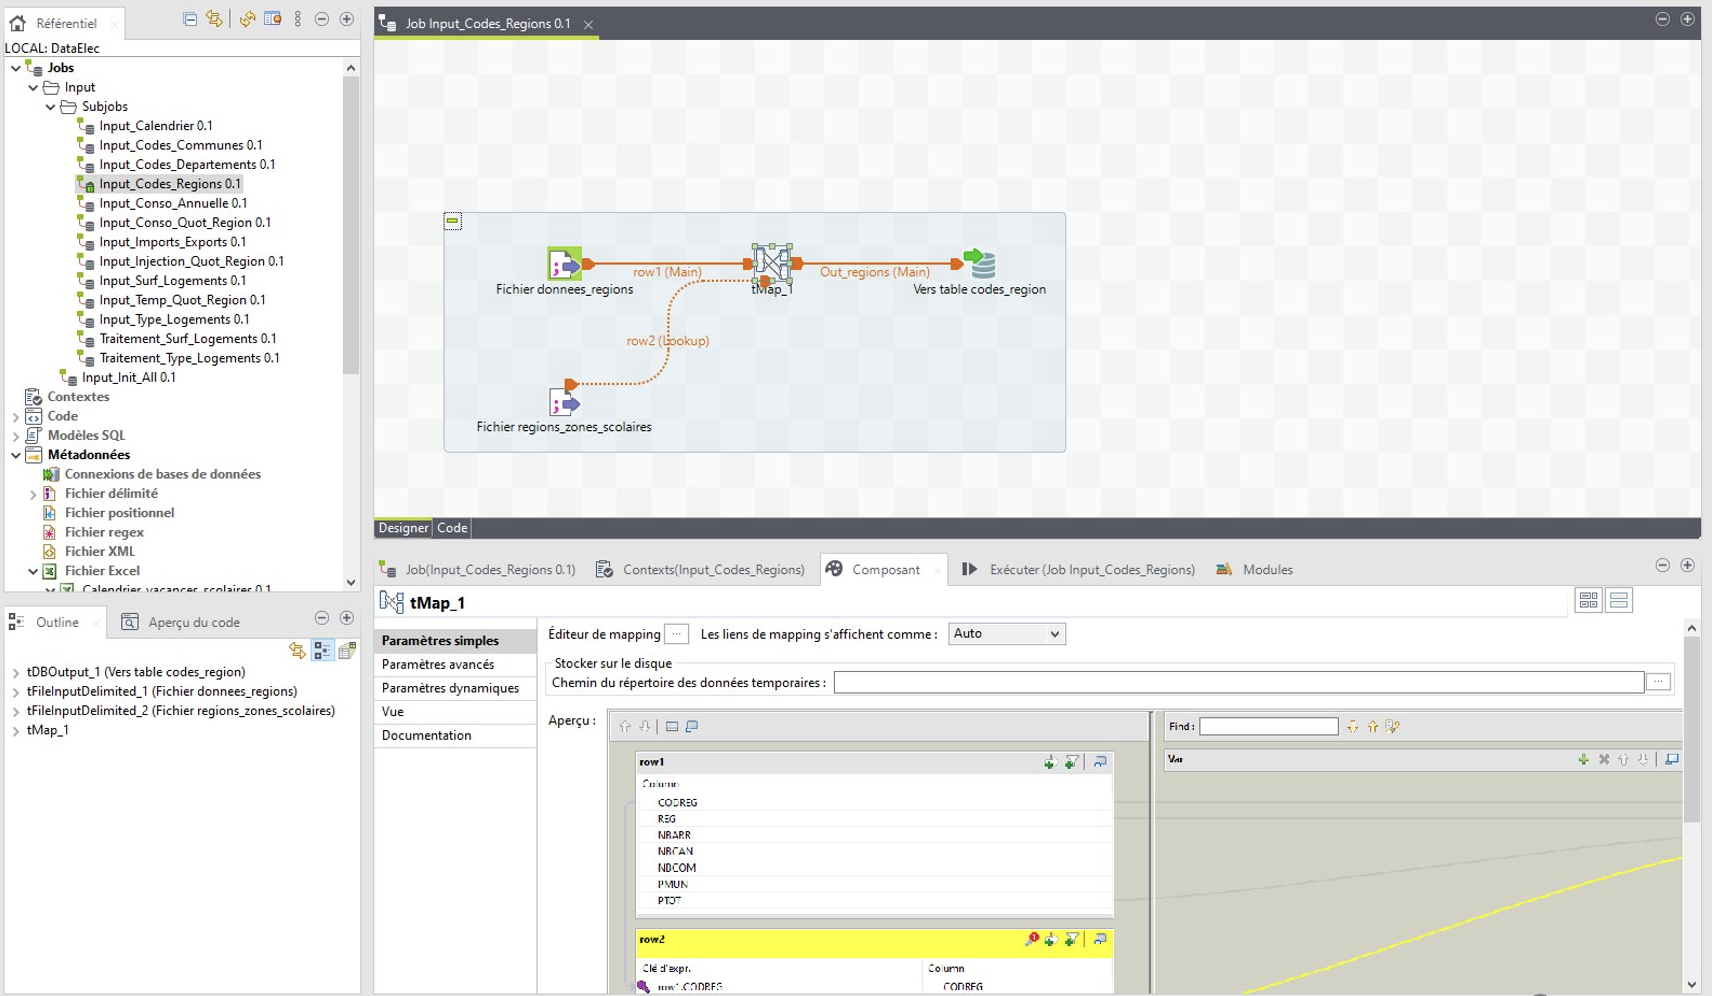 Référentiel
LOCAL: DataElec
Jobs
Input
Subjobs
Input_Calendrier 0.1
Input_Codes_Communes 0.1
Input_Codes_Departements 0.1
Input_Codes_Regions 0.1
Input_Conso_Annuelle 0.1
Input_Conso_Quot_Region 0.1
Input_Imports_Exports 0.1
Input_Injection_Quot_Region 0.1
Input_Surf_Logements 0.1
Input_Temp_Quot_Region 0.1
Input_Type_Logements 0.1
Traitement_Surf_Logements 0.1
Traitement_Type_Logements 0.1
Input_Init_All 0.1
Contextes
Code
Modèles SQL
Métadonnées
Connexions de bases de données
Fichier délimité
Fichier positionnel
Fichier regex
Fichier XML
Fichier Excel
Calendrier_vacances_scolaires 0.1
Outline
Aperçu du code
tDBOutput_1 (Vers table codes_region)
tFileInputDelimited_1 (Fichier donnees_regions)
tFileInputDelimited_2 (Fichier regions_zones_scolaires)
tMap_1
Job Input_Codes_Regions 0.1
row1 (Main)
Out_regions (Main)
Fichier donnees_regions
tMap_1
Vers table codes_region
row2 (Lookup)
Fichier regions_zones_scolaires
Designer
Code
Job(Input_Codes_Regions 0.1)
Contexts(Input_Codes_Regions)
Composant
Exécuter (Job Input_Codes_Regions)
Modules
tMap_1
Paramètres simples
Paramètres avancés
Paramètres dynamiques
Vue
Documentation
Éditeur de mapping ... Les liens de mapping s'affichent comme : Auto
Stocker sur le disque
Chemin du répertoire des données temporaires : ...
Aperçu :
Find :
Var
row1
Column
CODREG
REG
NBARR
NBCAN
NBCOM
PMUN
PTOT
row2
Clé d'expr. Column
row1.CODREG CODREG